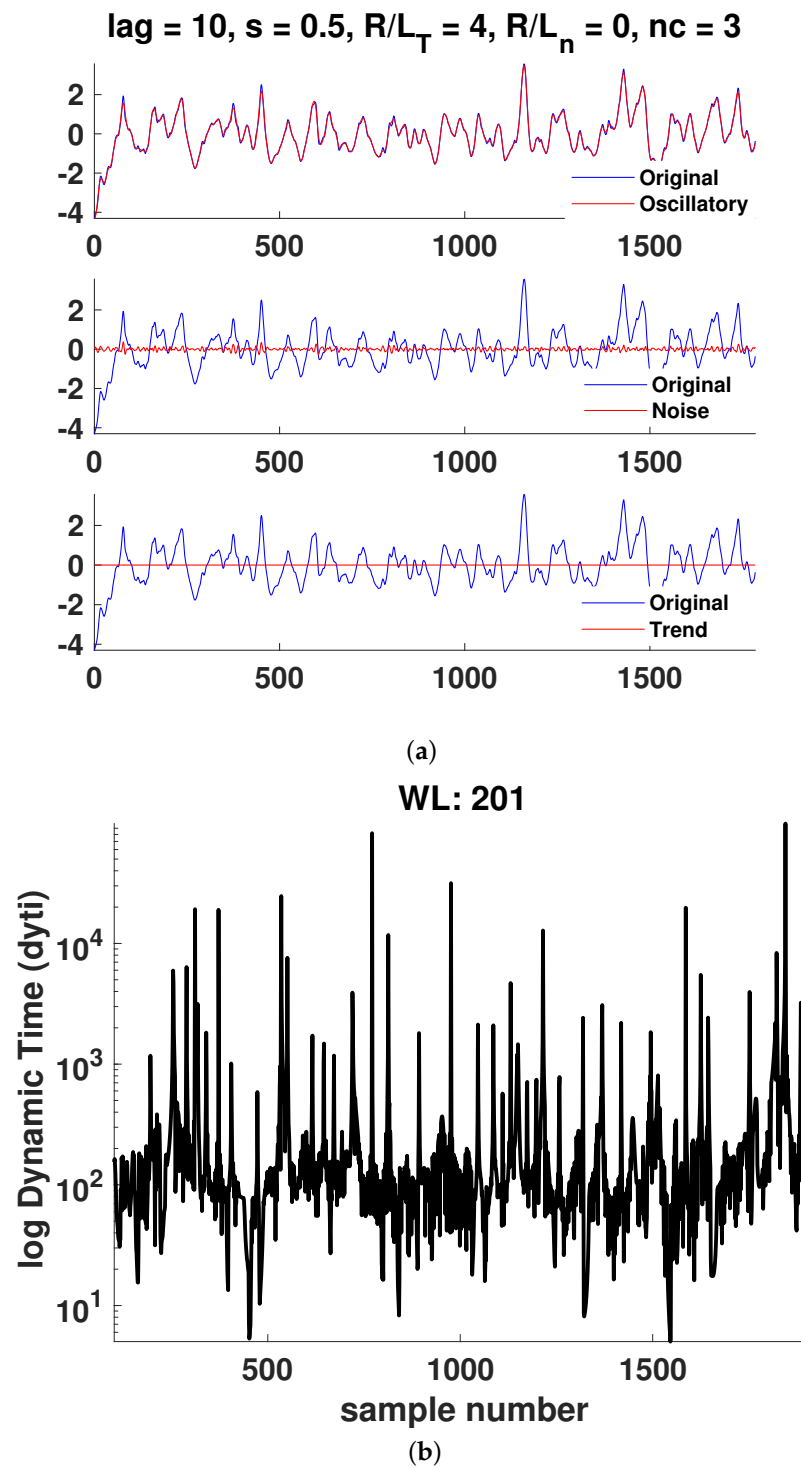 lag = 10, s = 0.5, R/L_T = 4, R/L_n = 0, nc = 3
2
0
-2
-4
Original
Oscillatory
0 500 1000 1500
2
0
-2
-4
Original
Noise
0 500 1000 1500
2
0
-2
-4
Original
Trend
0 500 1000 1500
(a)
WL: 201
log Dynamic Time (dyti)
10^4
10^3
10^2
10^1
500 1000 1500
sample number
(b)